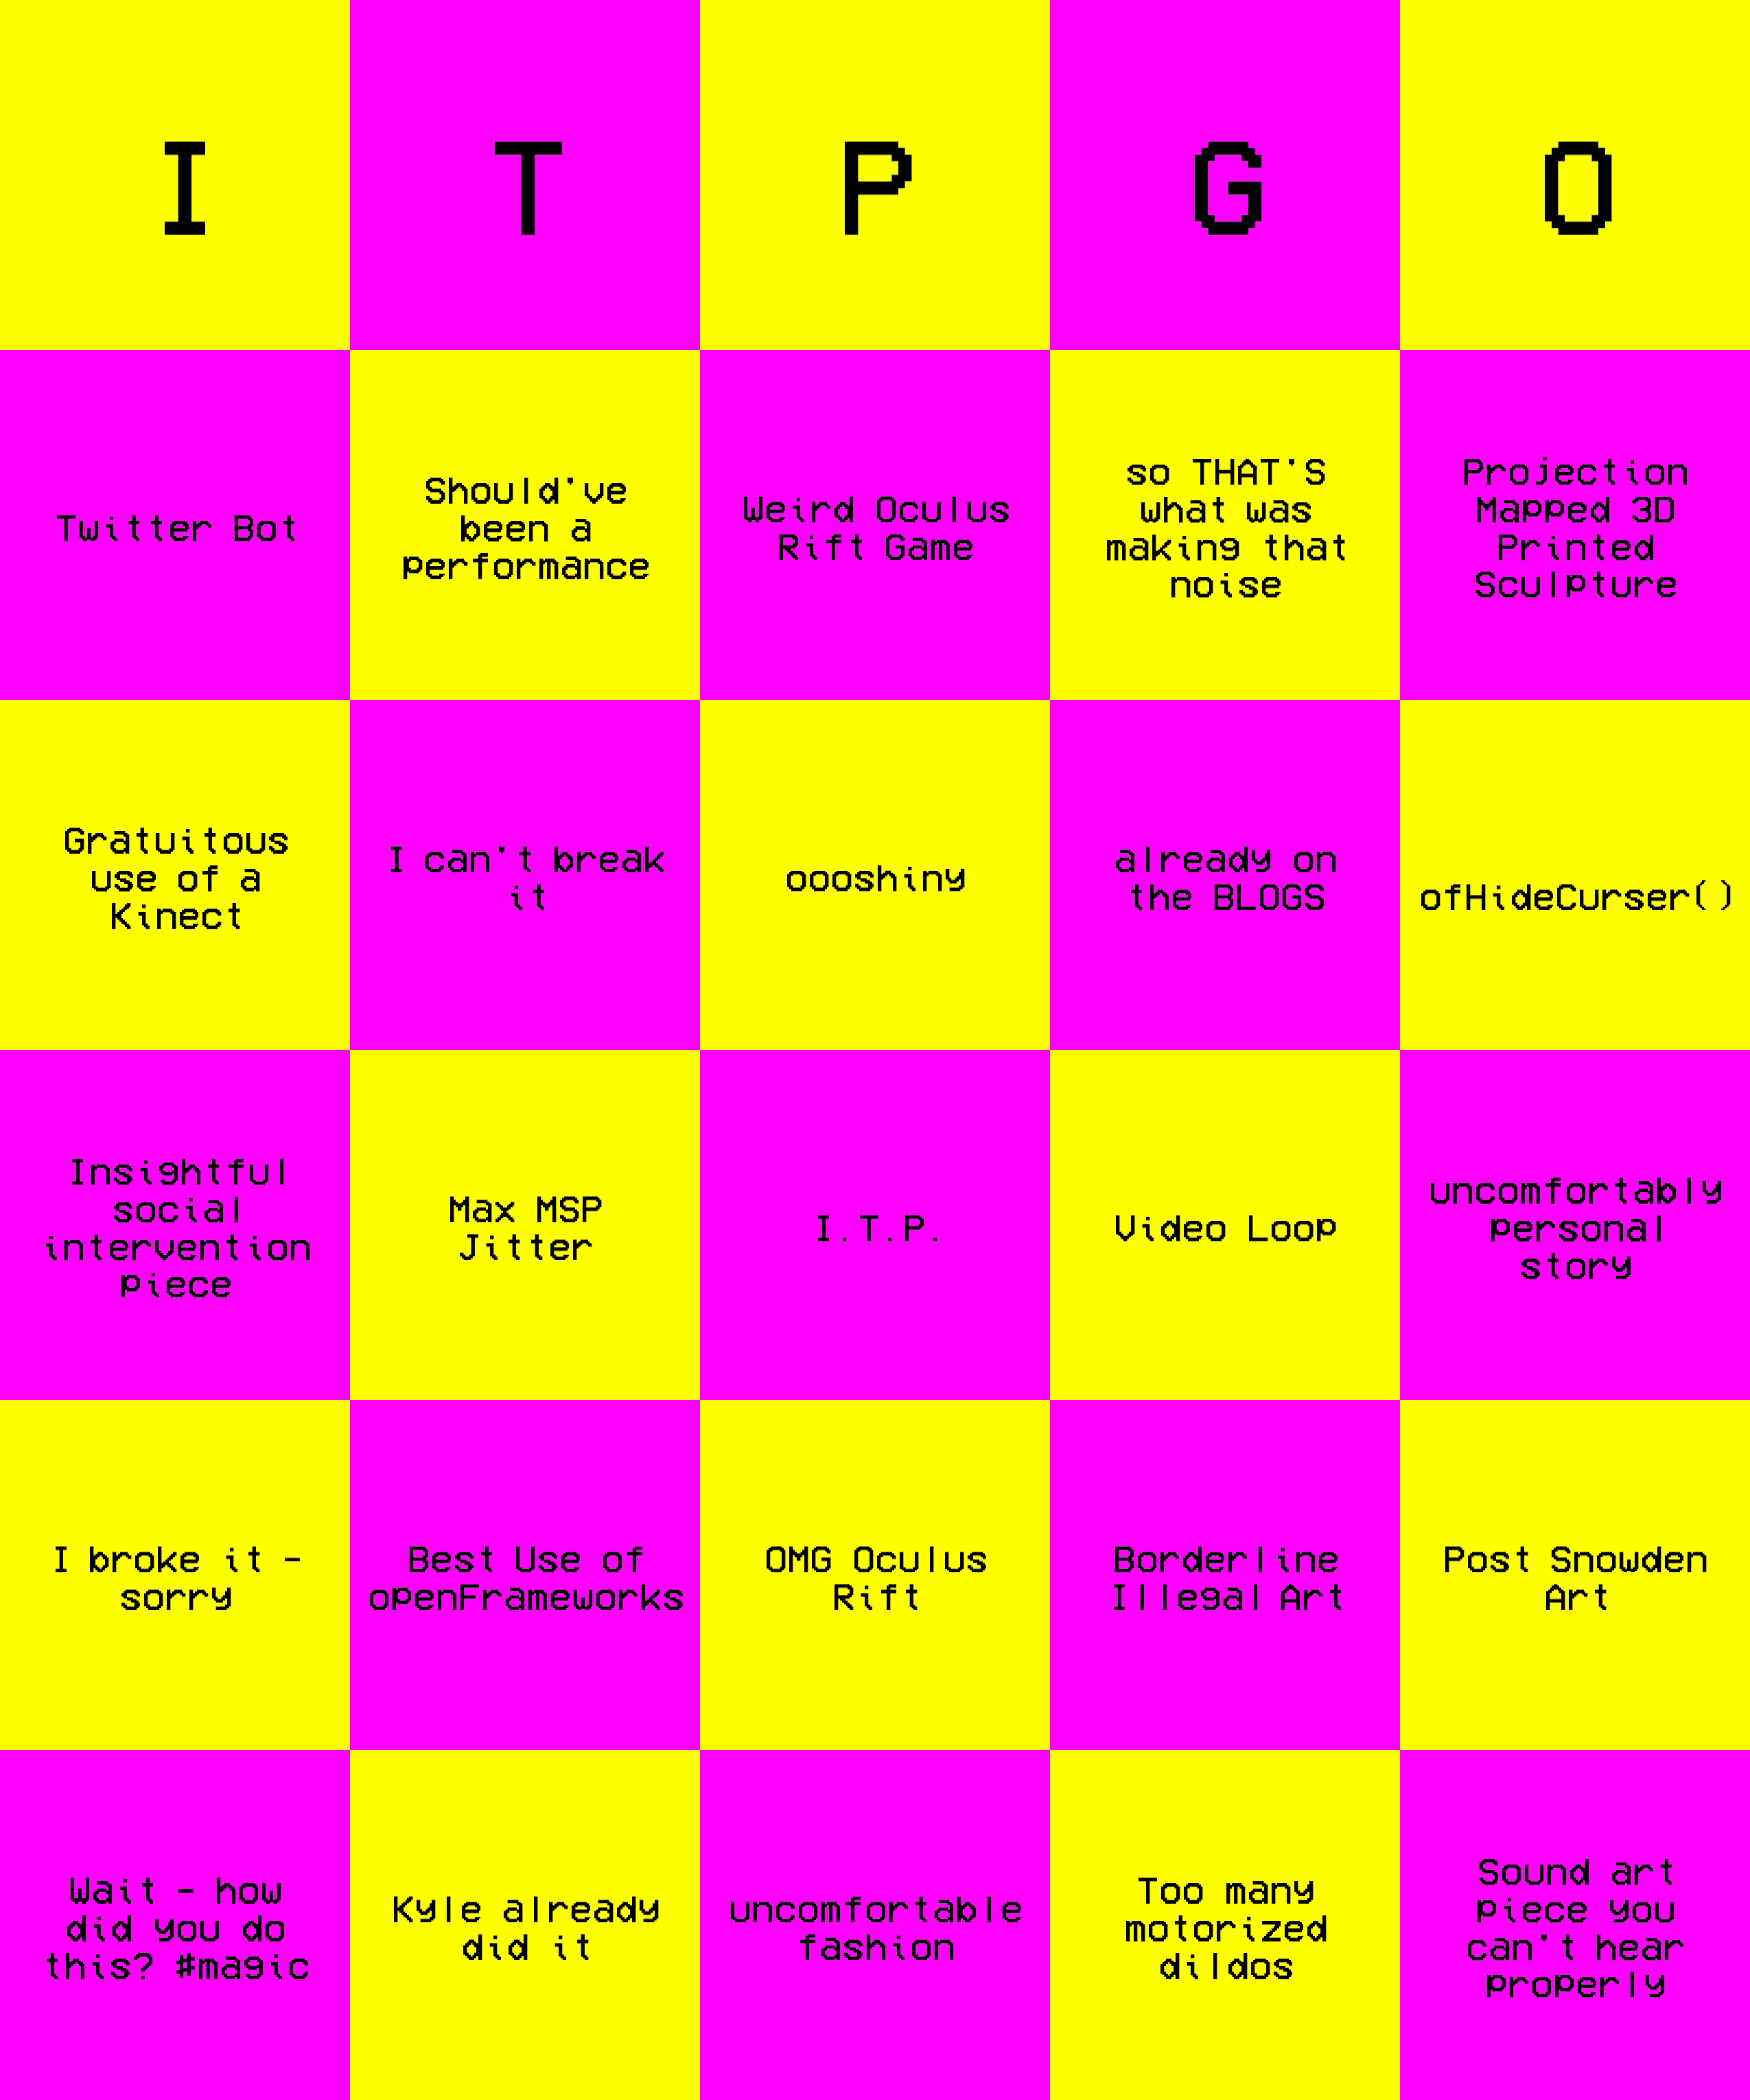 I T P G O
Twitter Bot
Should've
been a
performance
Weird Oculus
Rift Game
so THAT'S
what was
making that
noise
Projection
Mapped 3D
Printed
Sculpture
Gratuitous
use of a
Kinect
I can't break
it
oooshiny
already on
the BLOGS
ofHideCurser()
Insightful
social
intervention
piece
Max MSP
Jitter
I.T.P.
Video Loop
uncomfortably
personal
story
I broke it -
sorry
Best Use of
openFrameworks
OMG Oculus
Rift
Borderline
Illegal Art
Post Snowden
Art
Wait - how
did you do
this? #magic
Kyle already
did it
uncomfortable
fashion
Too many
motorized
dildos
Sound art
piece you
can't hear
properly